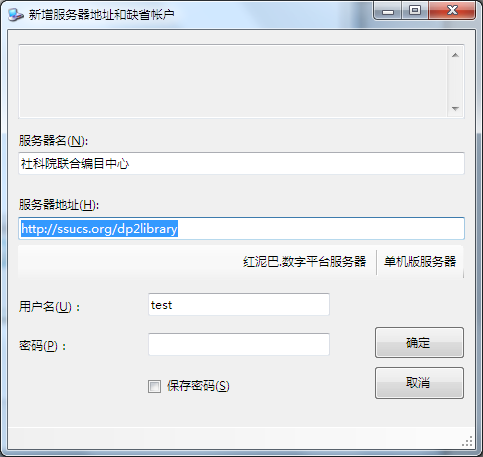 新增服务器地址和缺省帐户
服务器名(N):
社科院联合编目中心
服务器地址(H):
http://ssucs.org/dp2library
红泥巴.数字平台服务器 单机版服务器
用户名(U)：
test
密码(P)：
确定
保存密码(S)
取消